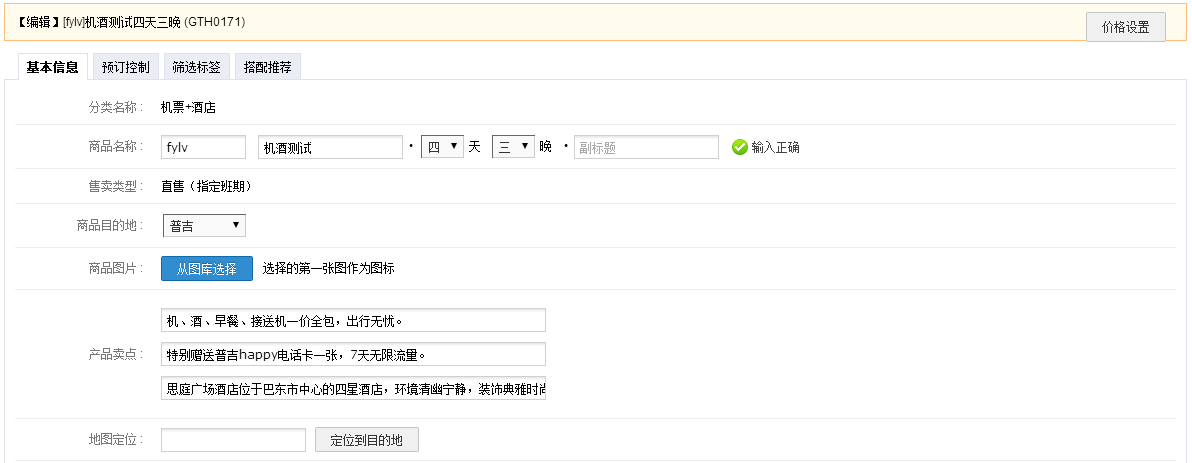 【编辑】[fylv]机酒测试四天三晚 (GTH0171)
价格设置
基本信息 预订控制 筛选标签 搭配推荐
分类名称： 机票+酒店
商品名称： fylv 机酒测试 · 四 天 三 晚 · 副标题 输入正确
售卖类型： 直售（指定班期）
商品目的地： 普吉
商品图片： 从图库选择 选择的第一张图作为图标
产品卖点： 机、酒、早餐、接送机一价全包，出行无忧。
特别赠送普吉happy电话卡一张，7天无限流量。
思庭广场酒店位于巴东市中心的四星酒店，环境清幽宁静，装饰典雅时尚
地图定位： 定位到目的地